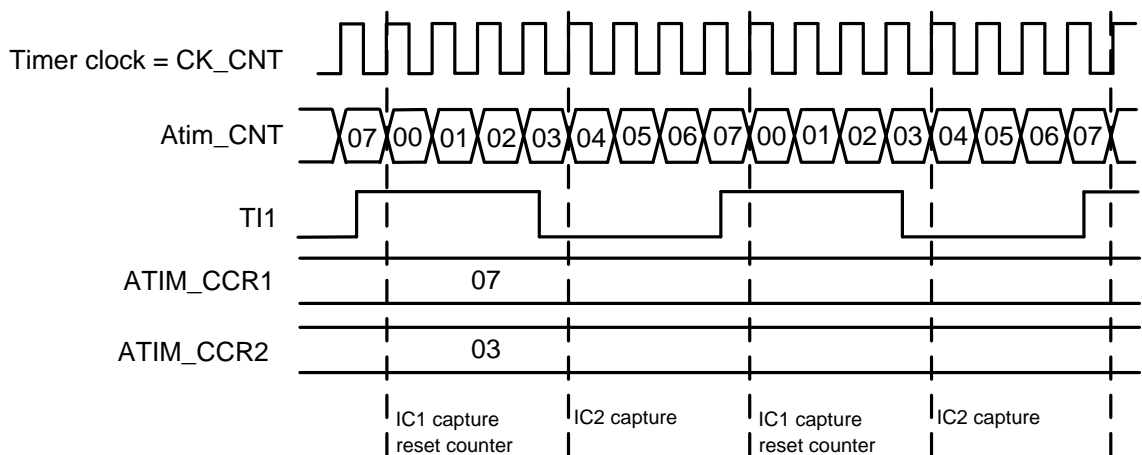 Timer clock = CK_CNT
Atim_CNT 07 00 01 02 03 04 05 06 07 00 01 02 03 04 05 06 07
TI1
ATIM_CCR1 07
ATIM_CCR2 03
IC1 capture IC2 capture IC1 capture IC2 capture
reset counter reset counter